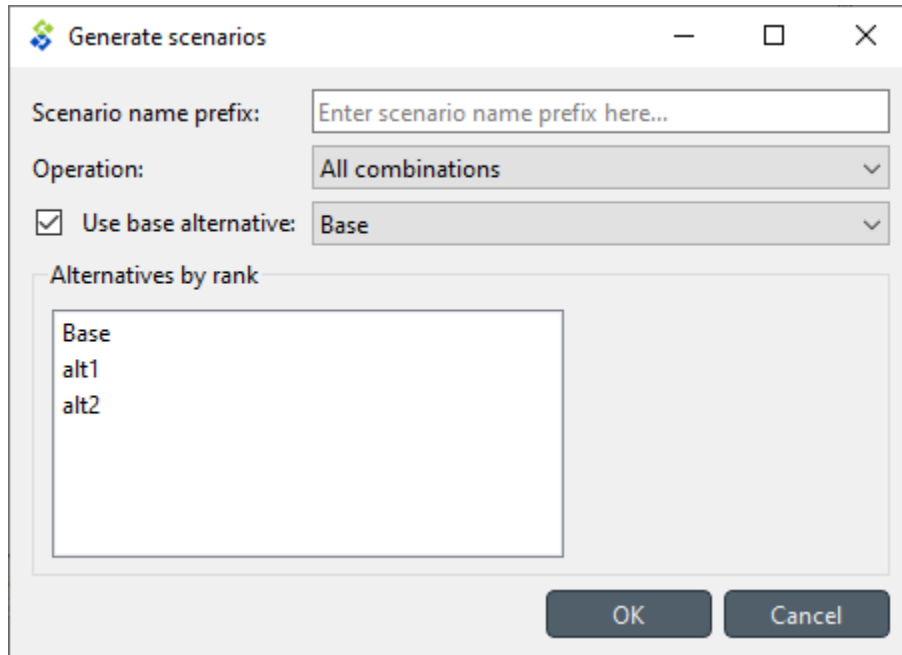 Generate scenarios
Scenario name prefix: Enter scenario name prefix here...
Operation: All combinations
Use base alternative: Base
Alternatives by rank
Base
alt1
alt2
OK Cancel